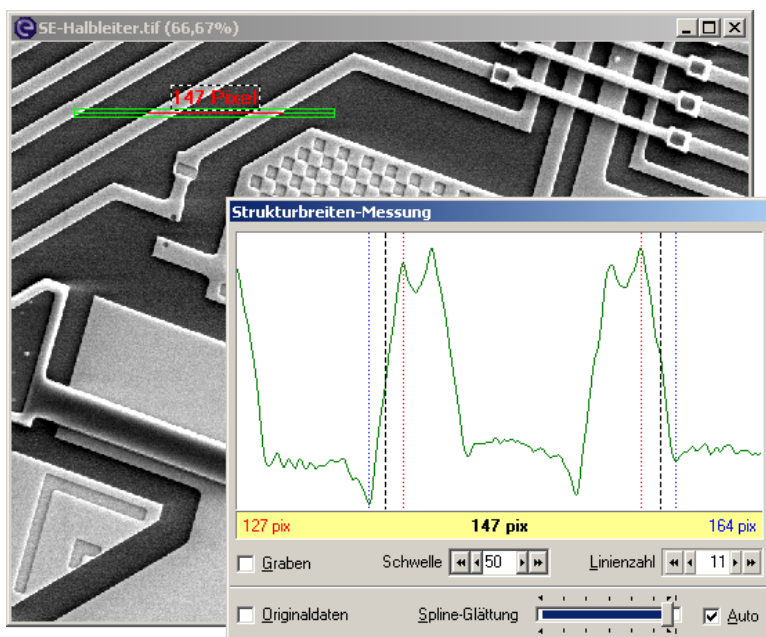 SE-Halbleiter.tif (66,67%)
147 Pixel
Strukturbreiten-Messung
127 pix 147 pix 164 pix
Graben Schwelle 50 Linienzahl 11
Originaldaten Spline-Glättung Auto